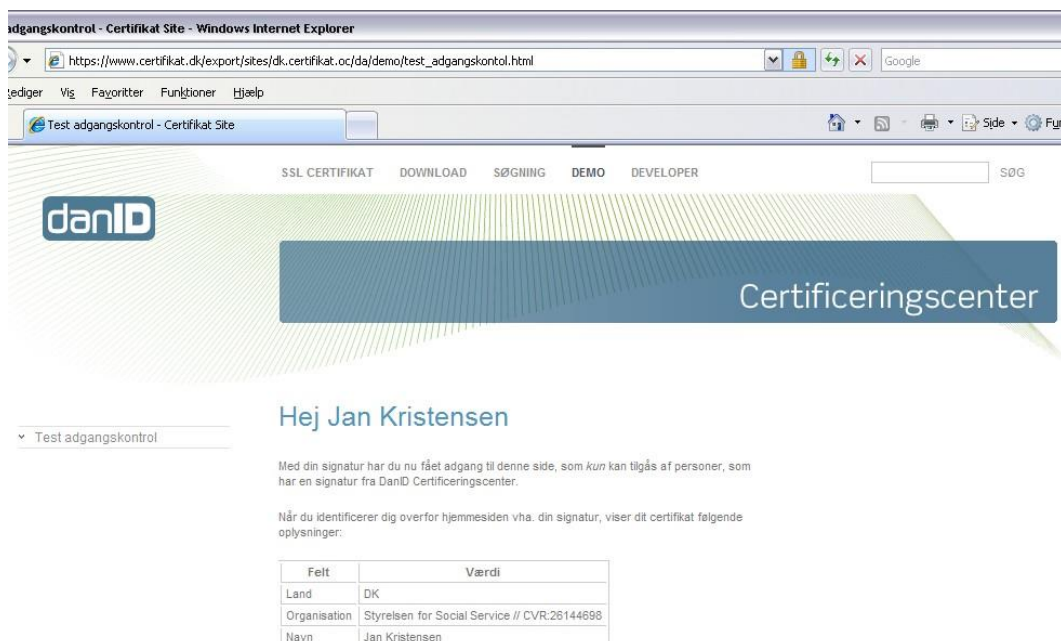 adgangskontrol - Certifikat Site - Windows Internet Explorer
https://www.certifikat.dk/export/sites/dk.certifikat.oc/da/demo/test_adgangskontol.html
Google
Rediger Vis Favoritter Funktioner Hjælp
Test adgangskontrol - Certifikat Site
Side
SSL CERTIFIKAT DOWNLOAD SØGNING DEMO DEVELOPER SØG
danID
Certificeringscenter
Hej Jan Kristensen
Test adgangskontrol
Med din signatur har du nu fået adgang til denne side, som kun kan tilgås af personer, som
har en signatur fra DanID Certificeringscenter.
Når du identificerer dig overfor hjemmesiden vha. din signatur, viser dit certifikat følgende
oplysninger:
Felt Værdi
Land DK
Organisation Styrelsen for Social Service // CVR:26144698
Navn Jan Kristensen